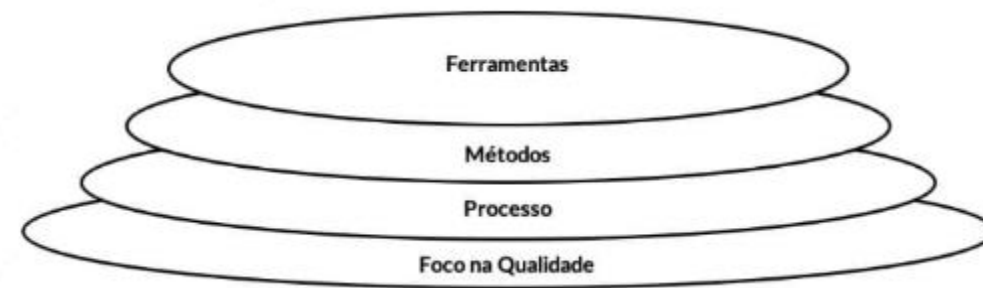 Ferramentas
Métodos
Processo
Foco na Qualidade